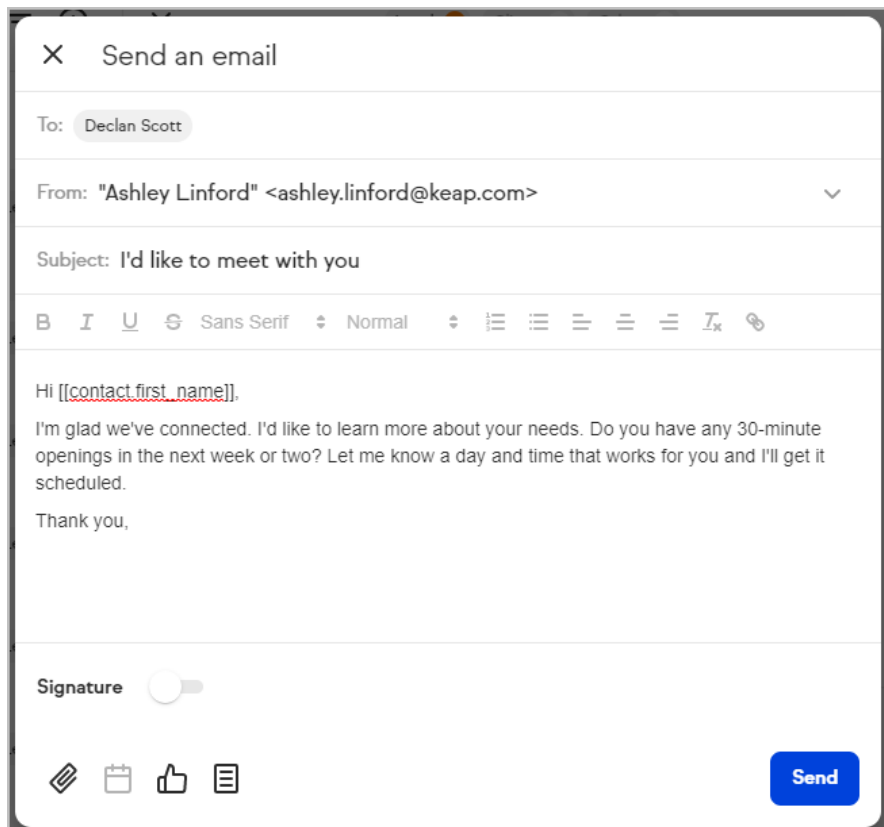 Send an email
To: Declan Scott
From: "Ashley Linford" <ashley.linford@keap.com>
Subject: I'd like to meet with you
B I U S Sans Serif Normal
Hi [[contact.first_name]],
I'm glad we've connected. I'd like to learn more about your needs. Do you have any 30-minute
openings in the next week or two? Let me know a day and time that works for you and I'll get it
scheduled.
Thank you,
Signature
Send